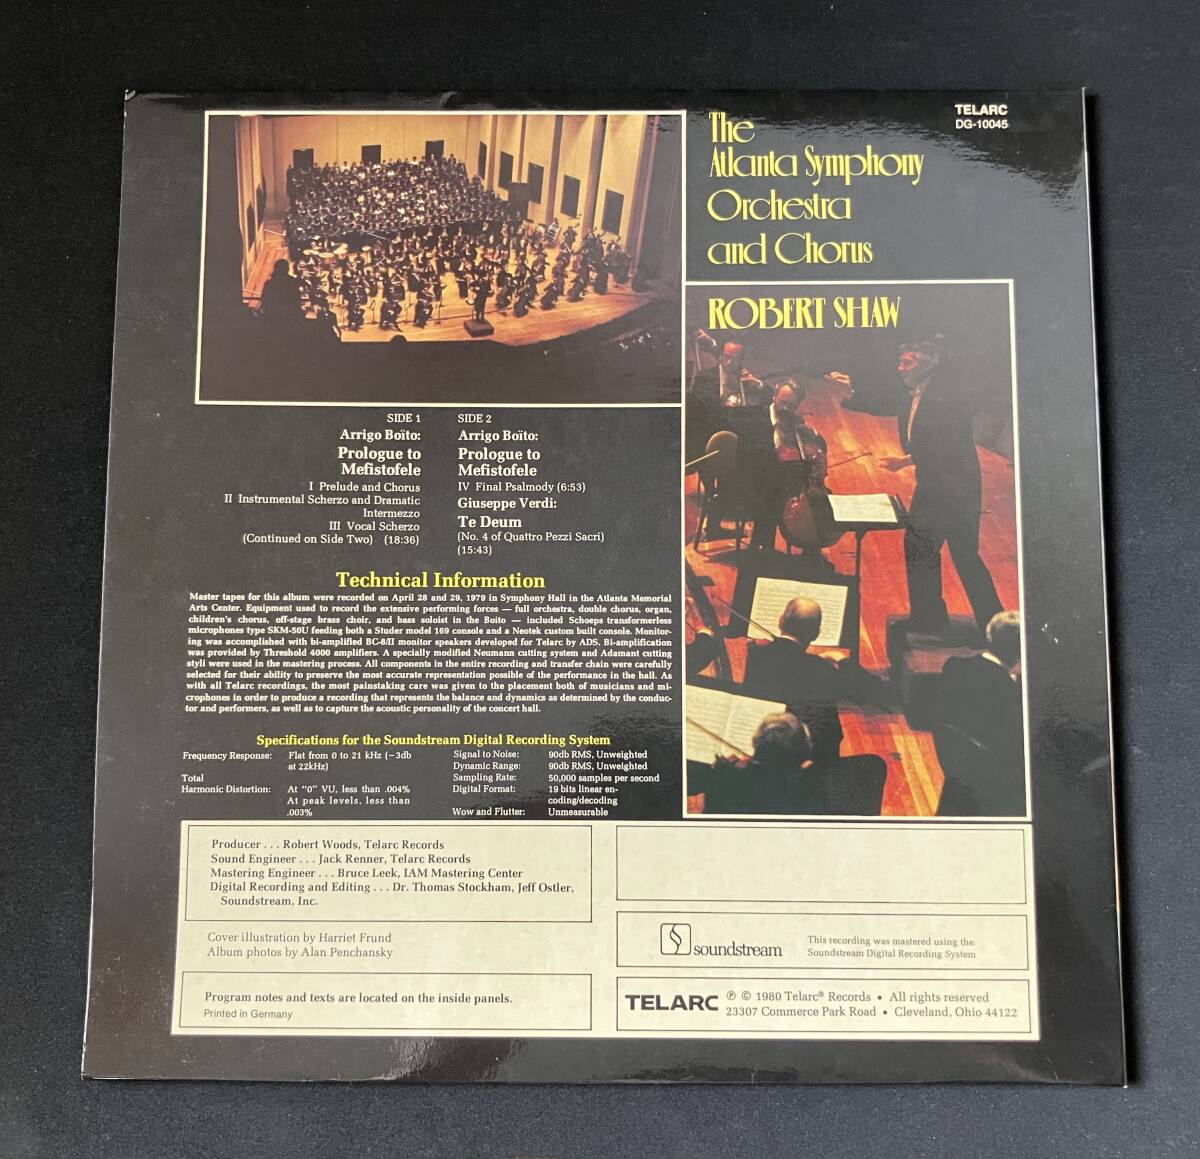 TELARC
DG-10045
The
Atlanta Symphony
Orchestra
and Chorus
ROBERT SHAW
SIDE 1
Arrigo Boïto:
Prologue to
Mefistofele
I Prelude and Chorus
II Instrumental Scherzo and Dramatic
Intermezzo
III Vocal Scherzo
(Continued on Side Two) (18:36)
SIDE 2
Arrigo Boïto:
Prologue to
Mefistofele
IV Final Psalmody (6:53)
Giuseppe Verdi:
Te Deum
(No. 4 of Quattro Pezzi Sacri)
(15:43)
Technical Information
Master tapes for this album were recorded on April 28 and 29, 1979 in Symphony Hall in the Atlanta Memorial
Arts Center. Equipment used to record the extensive performing forces — full orchestra, double chorus, organ,
children's chorus, off-stage brass choir, and bass soloist in the Boito — included Schoeps transformerless
microphones type SKM-50U feeding both a Studer model 169 console and a Neotek custom built console. Monitor-
ing was accomplished with bi-amplified BC-8/II monitor speakers developed for Telarc by ADS. Bi-amplification
was provided by Threshold 4000 amplifiers. A specially modified Neumann cutting system and Adamant cutting
styli were used in the mastering process. All components in the entire recording and transfer chain were carefully
selected for their ability to preserve the most accurate representation possible of the performance in the hall. As
with all Telarc recordings, the most painstaking care was given to the placement both of musicians and mi-
crophones in order to produce a recording that represents the balance and dynamics as determined by the conduc-
tor and performers, as well as to capture the acoustic personality of the concert hall.
Specifications for the Soundstream Digital Recording System
Frequency Response: Flat from 0 to 21 kHz (−3db
at 22kHz)
Total
Harmonic Distortion: At "0" VU, less than .004%
At peak levels, less than
.003%
Signal to Noise: 90db RMS, Unweighted
Dynamic Range: 90db RMS, Unweighted
Sampling Rate: 50,000 samples per second
Digital Format: 19 bits linear en-
coding/decoding
Wow and Flutter: Unmeasurable
Producer . . . Robert Woods, Telarc Records
Sound Engineer . . . Jack Renner, Telarc Records
Mastering Engineer . . . Bruce Leek, IAM Mastering Center
Digital Recording and Editing . . . Dr. Thomas Stockham, Jeff Ostler,
Soundstream, Inc.
Cover illustration by Harriet Frund
Album photos by Alan Penchansky
Program notes and texts are located on the inside panels.
Printed in Germany
soundstream
This recording was mastered using the
Soundstream Digital Recording System
TELARC
℗ © 1980 Telarc® Records • All rights reserved
23307 Commerce Park Road • Cleveland, Ohio 44122